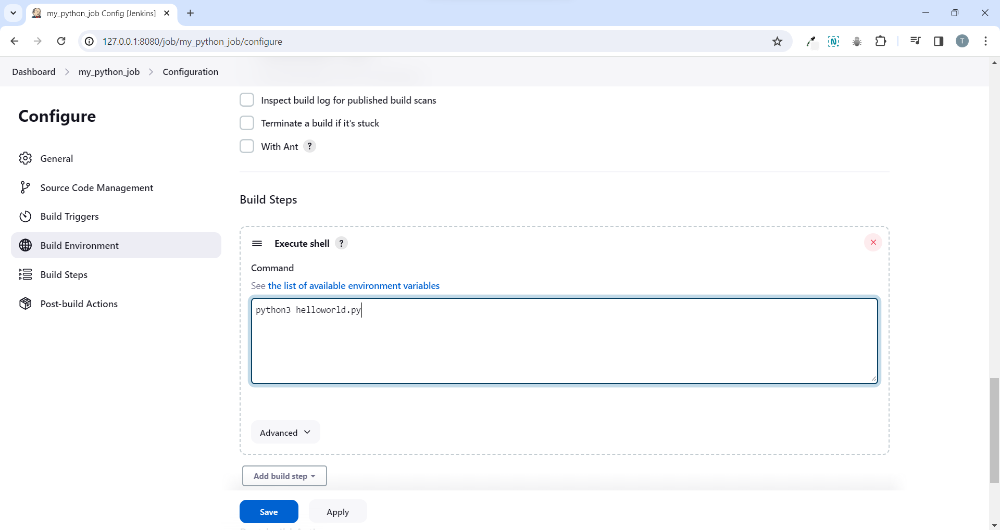 my_python_job Config [Jenkins]
127.0.0.1:8080/job/my_python_job/configure
T
Dashboard
my_python_job
Configuration
Configure
General
Source Code Management
Build Triggers
Build Environment
Build Steps
Post-build Actions
Inspect build log for published build scans
Terminate a build if it's stuck
With Ant ?
Build Steps
Execute shell ?
Command
See the list of available environment variables
python3 helloworld.py
Advanced
Add build step
Save
Apply